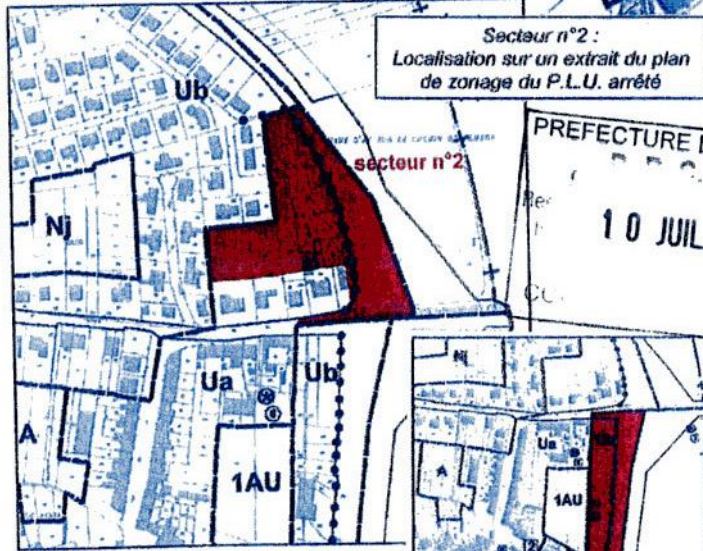 Secteur n°2 :
Localisation sur un extrait du plan
de zonage du P.L.U. arrêté
Ub
secteur n°2
PREFECTURE
Nj
10 JUIL
Ua
Ub
A
1AU
Nj
Ua
A
1AU